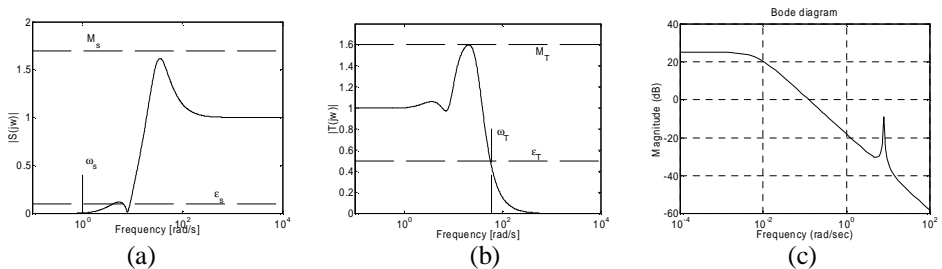 2
1.5
1
0.5
0
M_s
ω_s
ε_s
|S(jw)|
10^0
10^2
10^4
Frequency [rad/s]
(a)
1.6
1.4
1.2
1
0.8
0.6
0.4
0.2
0
M_T
ω_T
ε_T
|T(jw)|
10^0
10^2
10^4
Frequency [rad/s]
(b)
Bode diagram
40
20
0
-20
-40
-60
Magnitude (dB)
10^-4
10^-2
10^0
10^2
Frequency (rad/sec)
(c)